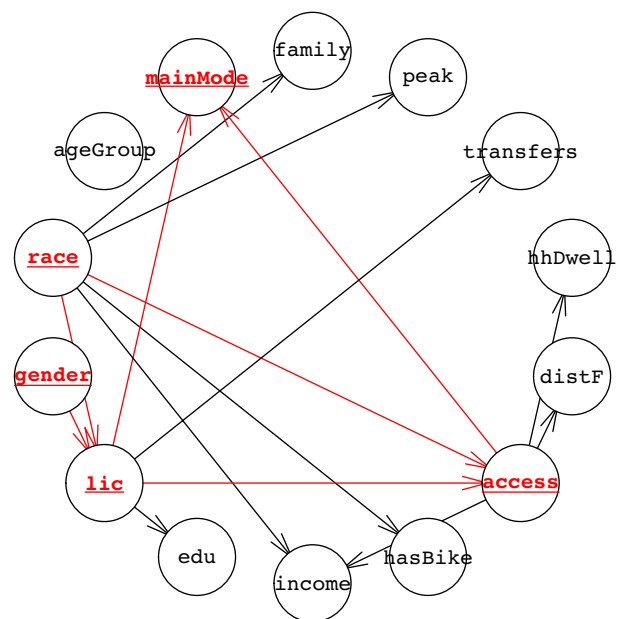 family
mainMode
peak
ageGroup
transfers
race
hhDwell
gender
distF
lic
access
edu
hasBike
income